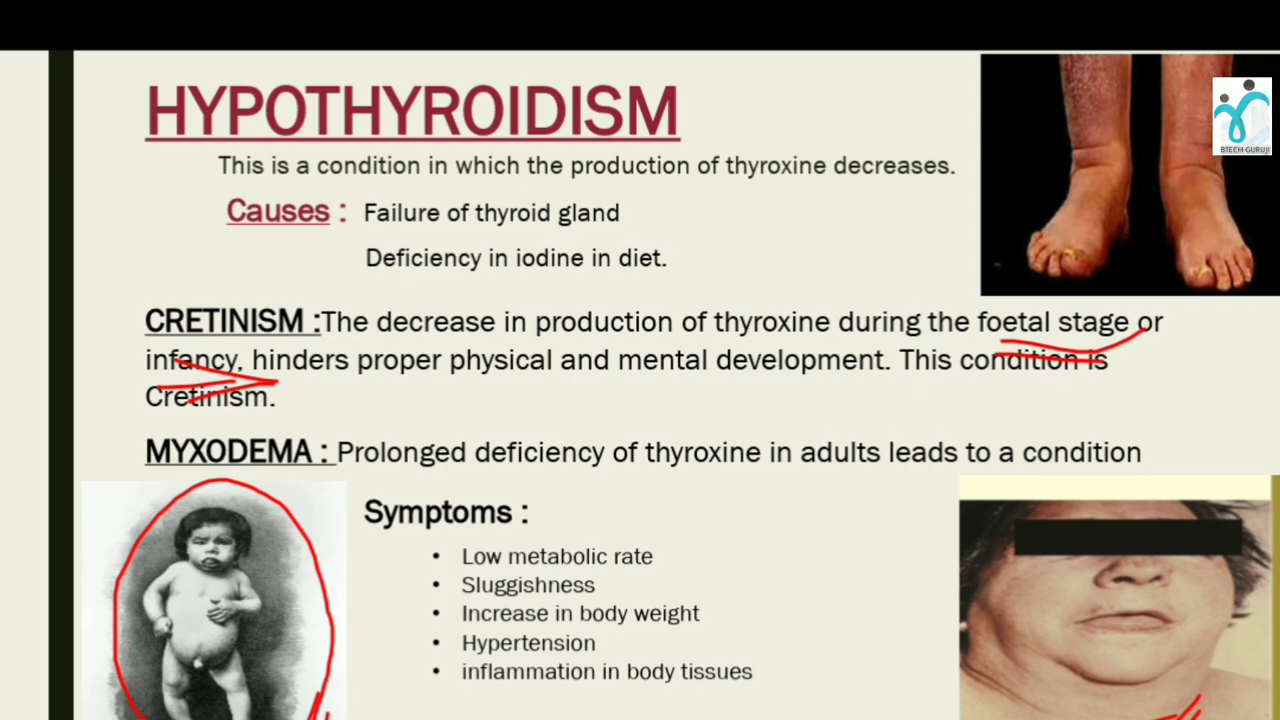 HYPOTHYROIDISM
This is a condition in which the production of thyroxine decreases.
Causes : Failure of thyroid gland
Deficiency in iodine in diet.
CRETINISM :The decrease in production of thyroxine during the foetal stage or
infancy, hinders proper physical and mental development. This condition is
Cretinism.
MYXODEMA : Prolonged deficiency of thyroxine in adults leads to a condition
Symptoms :
• Low metabolic rate
• Sluggishness
• Increase in body weight
• Hypertension
• inflammation in body tissues
BTECH GURUJI